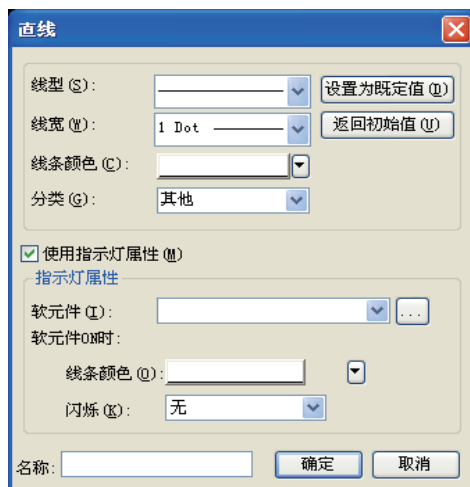 直线
线型(S):
设置为既定值(D)
线宽(W): 1 Dot
返回初始值(U)
线条颜色(C):
分类(G): 其他
使用指示灯属性(M)
指示灯属性
软元件(I): ...
软元件ON时:
线条颜色(O):
闪烁(K): 无
名称: 确定 取消